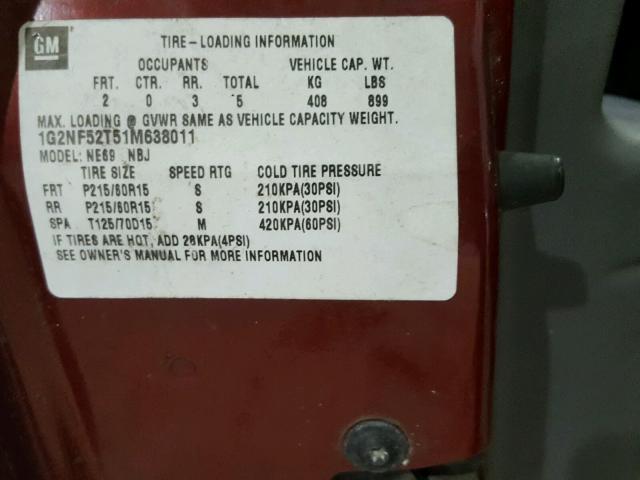 GM
TIRE-LOADING INFORMATION
OCCUPANTS VEHICLE CAP. WT.
FRT. CTR. RR. TOTAL KG LBS
2 0 3 5 408 899
MAX. LOADING @ GVWR SAME AS VEHICLE CAPACITY WEIGHT.
1G2NF52T51M638011
MODEL: NE69 NBJ
TIRE SIZE SPEED RTG COLD TIRE PRESSURE
FRT P215/60R15 S 210KPA(30PSI)
RR P215/60R15 S 210KPA(30PSI)
SPA T125/70D15 M 420KPA(60PSI)
IF TIRES ARE HOT, ADD 28KPA(4PSI)
SEE OWNER'S MANUAL FOR MORE INFORMATION